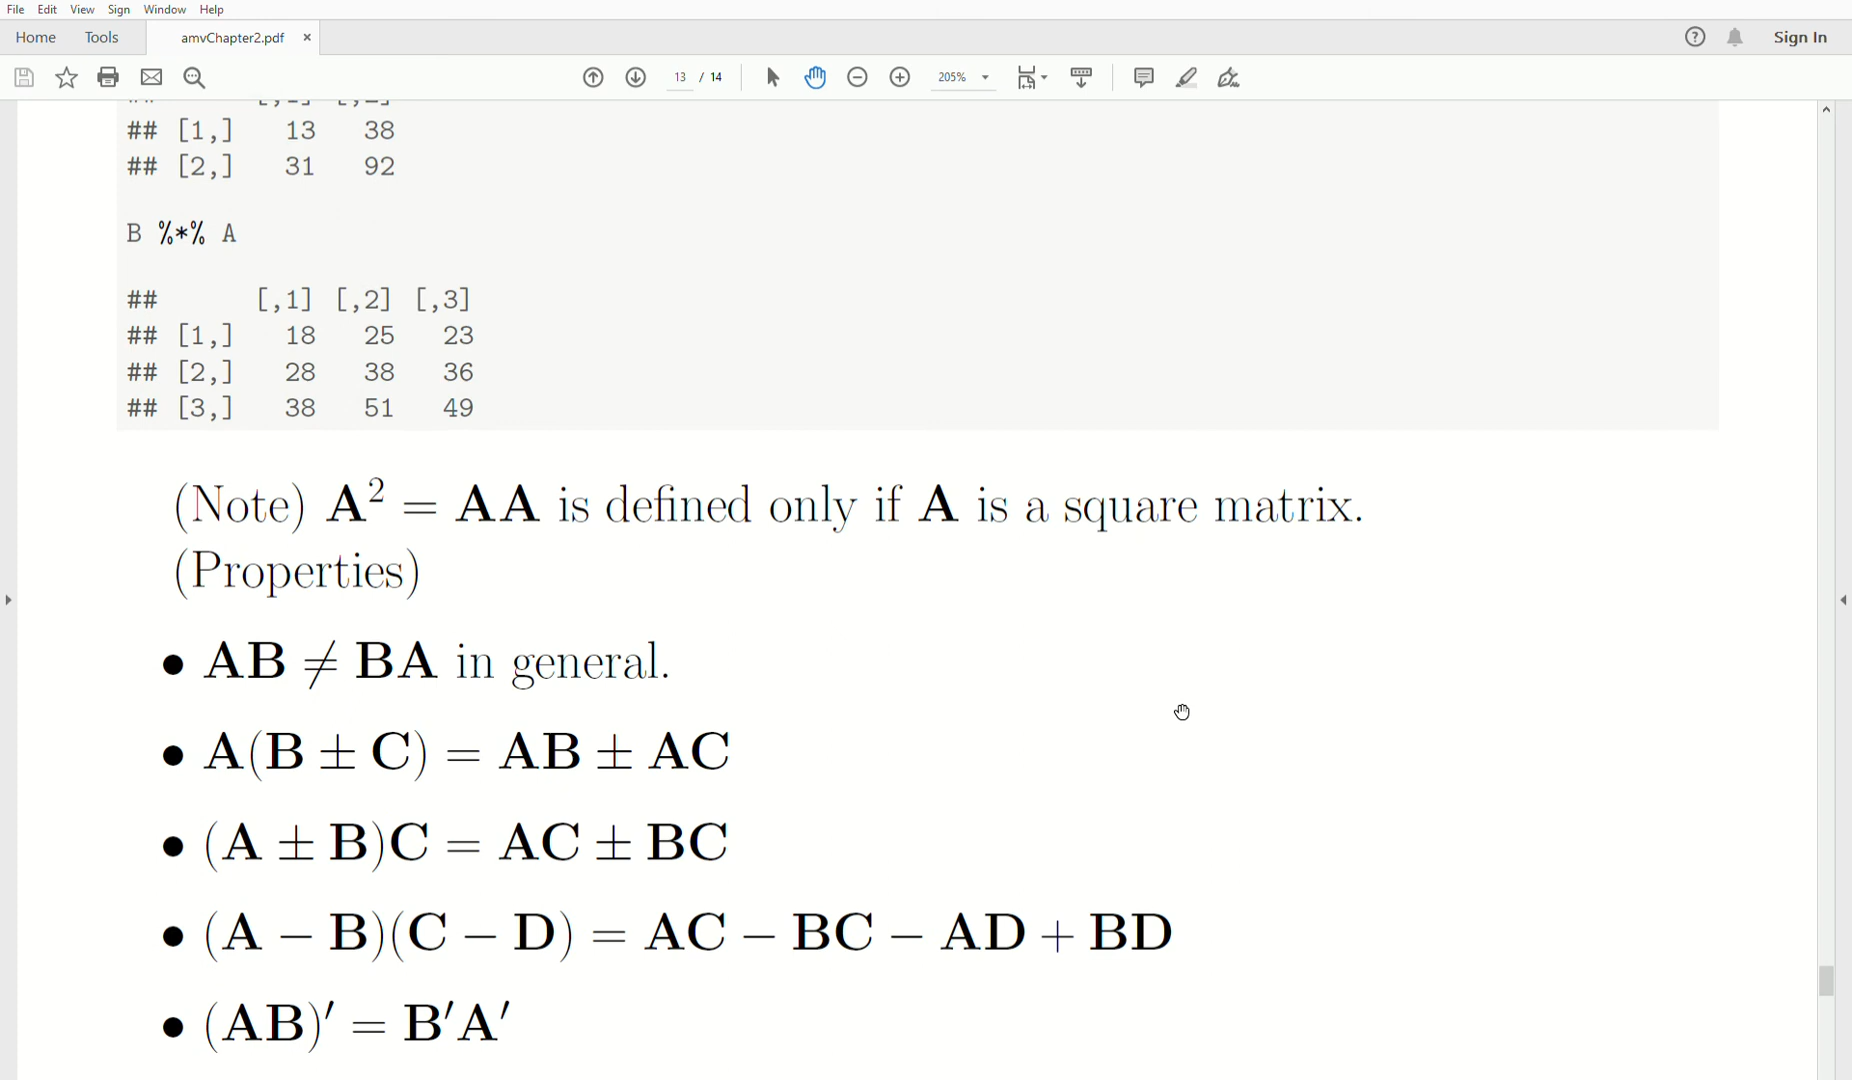 File Edit View Sign Window Help
Home Tools amvChapter2.pdf × Sign In
13 / 14 205%
## [,1] [,2]
## [1,] 13 38
## [2,] 31 92
B %*% A
## [,1] [,2] [,3]
## [1,] 18 25 23
## [2,] 28 38 36
## [3,] 38 51 49
(Note) A² = AA is defined only if A is a square matrix.
(Properties)
• AB ≠ BA in general.
• A(B ± C) = AB ± AC
• (A ± B)C = AC ± BC
• (A − B)(C − D) = AC − BC − AD + BD
• (AB)′ = B′A′